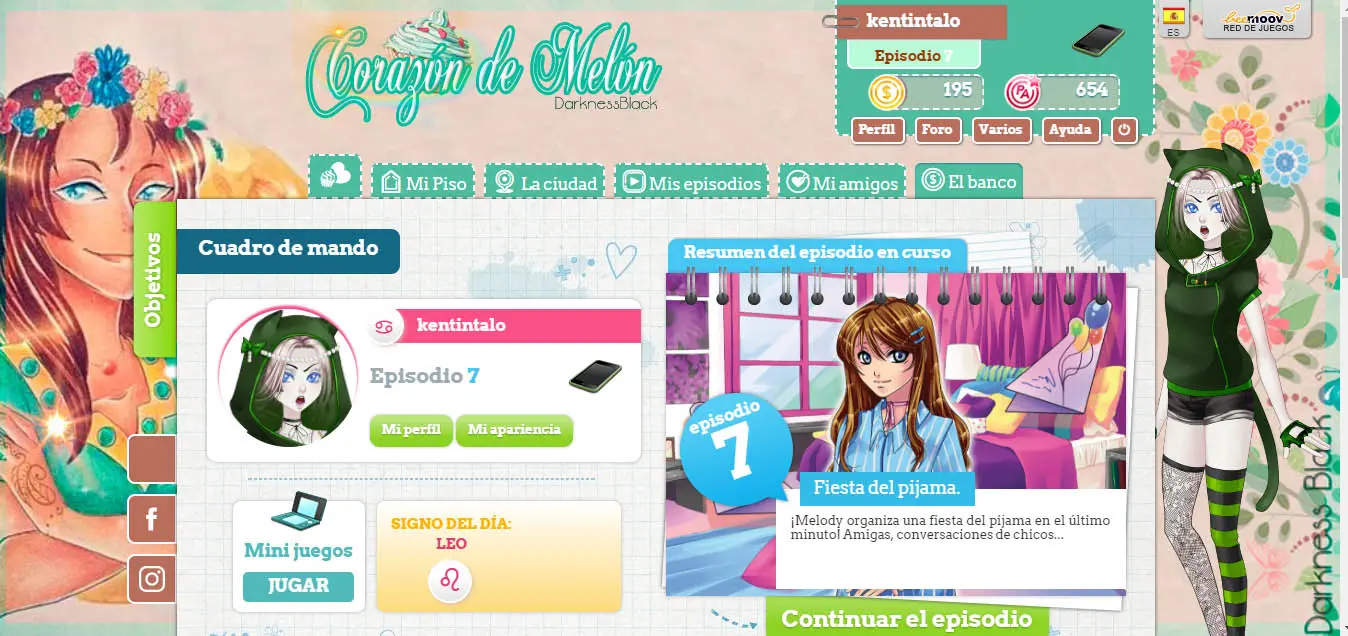 Corazón de Melón
DarknessBlack
kentintalo
Episodio 7
195
654
Perfil
Foro
Varios
Ayuda
ES
beemoov
RED DE JUEGOS
Mi Piso
La ciudad
Mis episodios
Mi amigos
El banco
Objetivos
Cuadro de mando
kentintalo
Episodio 7
Mi perfil
Mi apariencia
Mini juegos
JUGAR
SIGNO DEL DÍA:
LEO
Resumen del episodio en curso
episodio
7
Fiesta del pijama.
¡Melody organiza una fiesta del pijama en el último
minuto! Amigas, conversaciones de chicos...
Continuar el episodio
Darkness Black